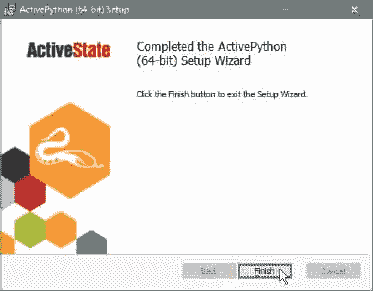 ActivePython (64-bit) Setup
ActiveState
Completed the ActivePython
(64-bit) Setup Wizard
Click the Finish button to exit the Setup Wizard.
Back Finish Cancel